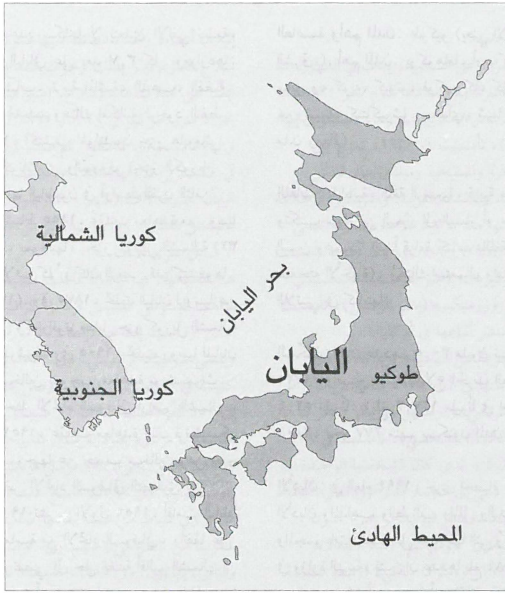 كوريا الشمالية
بحر اليابان
اليابان
طوكيو
كوريا الجنوبية
المحيط الهادئ